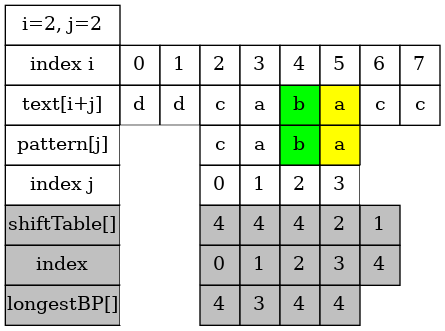 i=2, j=2
index i 0 1 2 3 4 5 6 7
text[i+j] d d c a b a c c
pattern[j] c a b a
index j 0 1 2 3
shiftTable[] 4 4 4 2 1
index 0 1 2 3 4
longestBP[] 4 3 4 4